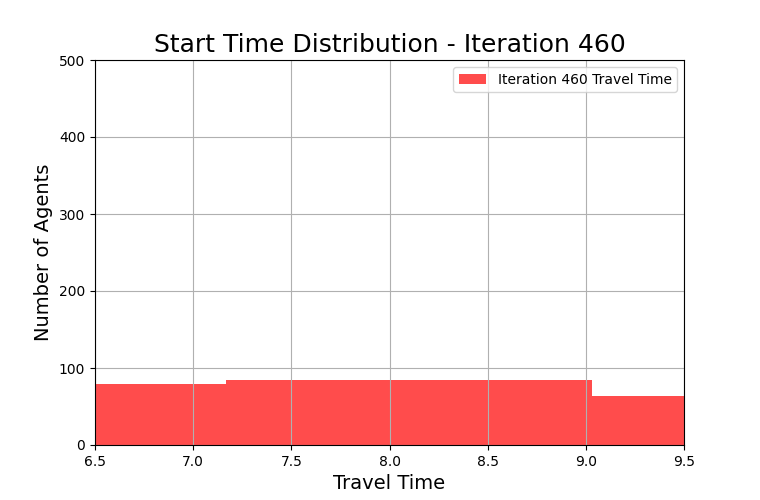 Start Time Distribution - Iteration 460
Iteration 460 Travel Time
Number of Agents
500
400
300
200
100
0
6.5 7.0 7.5 8.0 8.5 9.0 9.5
Travel Time